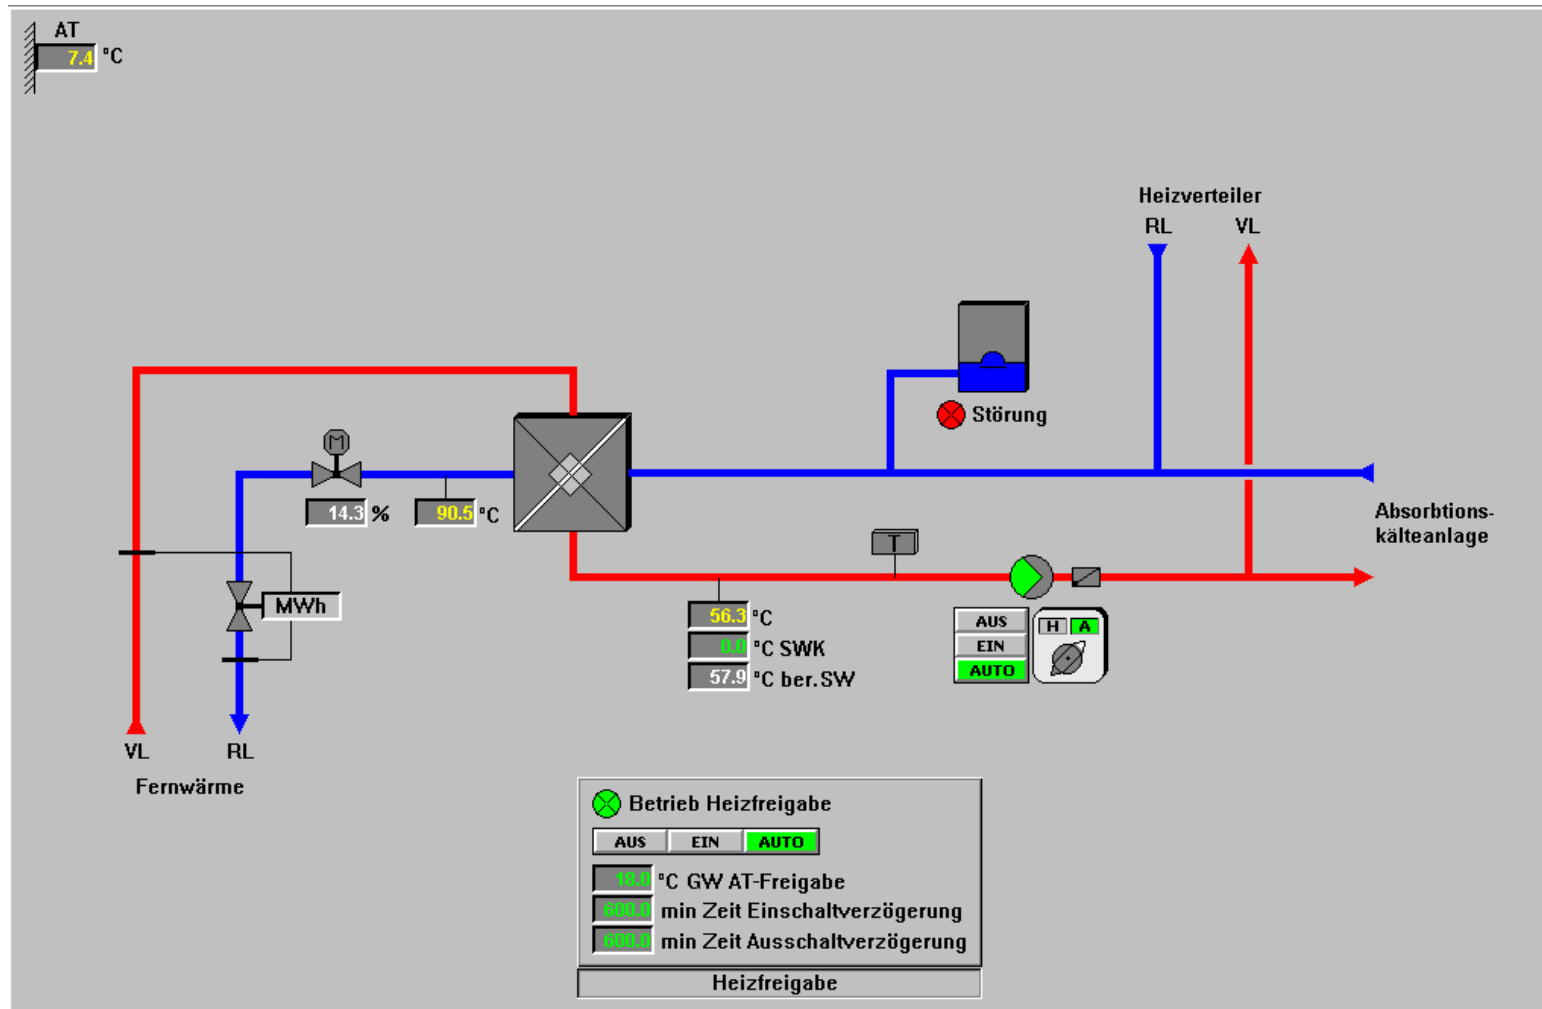 AT
7.4 °C
Heizverteiler
RL VL
Störung
M
14.3 %
90.5 °C
Absorbtions-
kälteanlage
T
MWh
56.3 °C
0.0 °C SWK
57.9 °C ber. SW
AUS
EIN
AUTO
H A
VL RL
Fernwärme
Betrieb Heizfreigabe
AUS EIN AUTO
18.0 °C GW AT-Freigabe
600.0 min Zeit Einschaltverzögerung
600.0 min Zeit Ausschaltverzögerung
Heizfreigabe